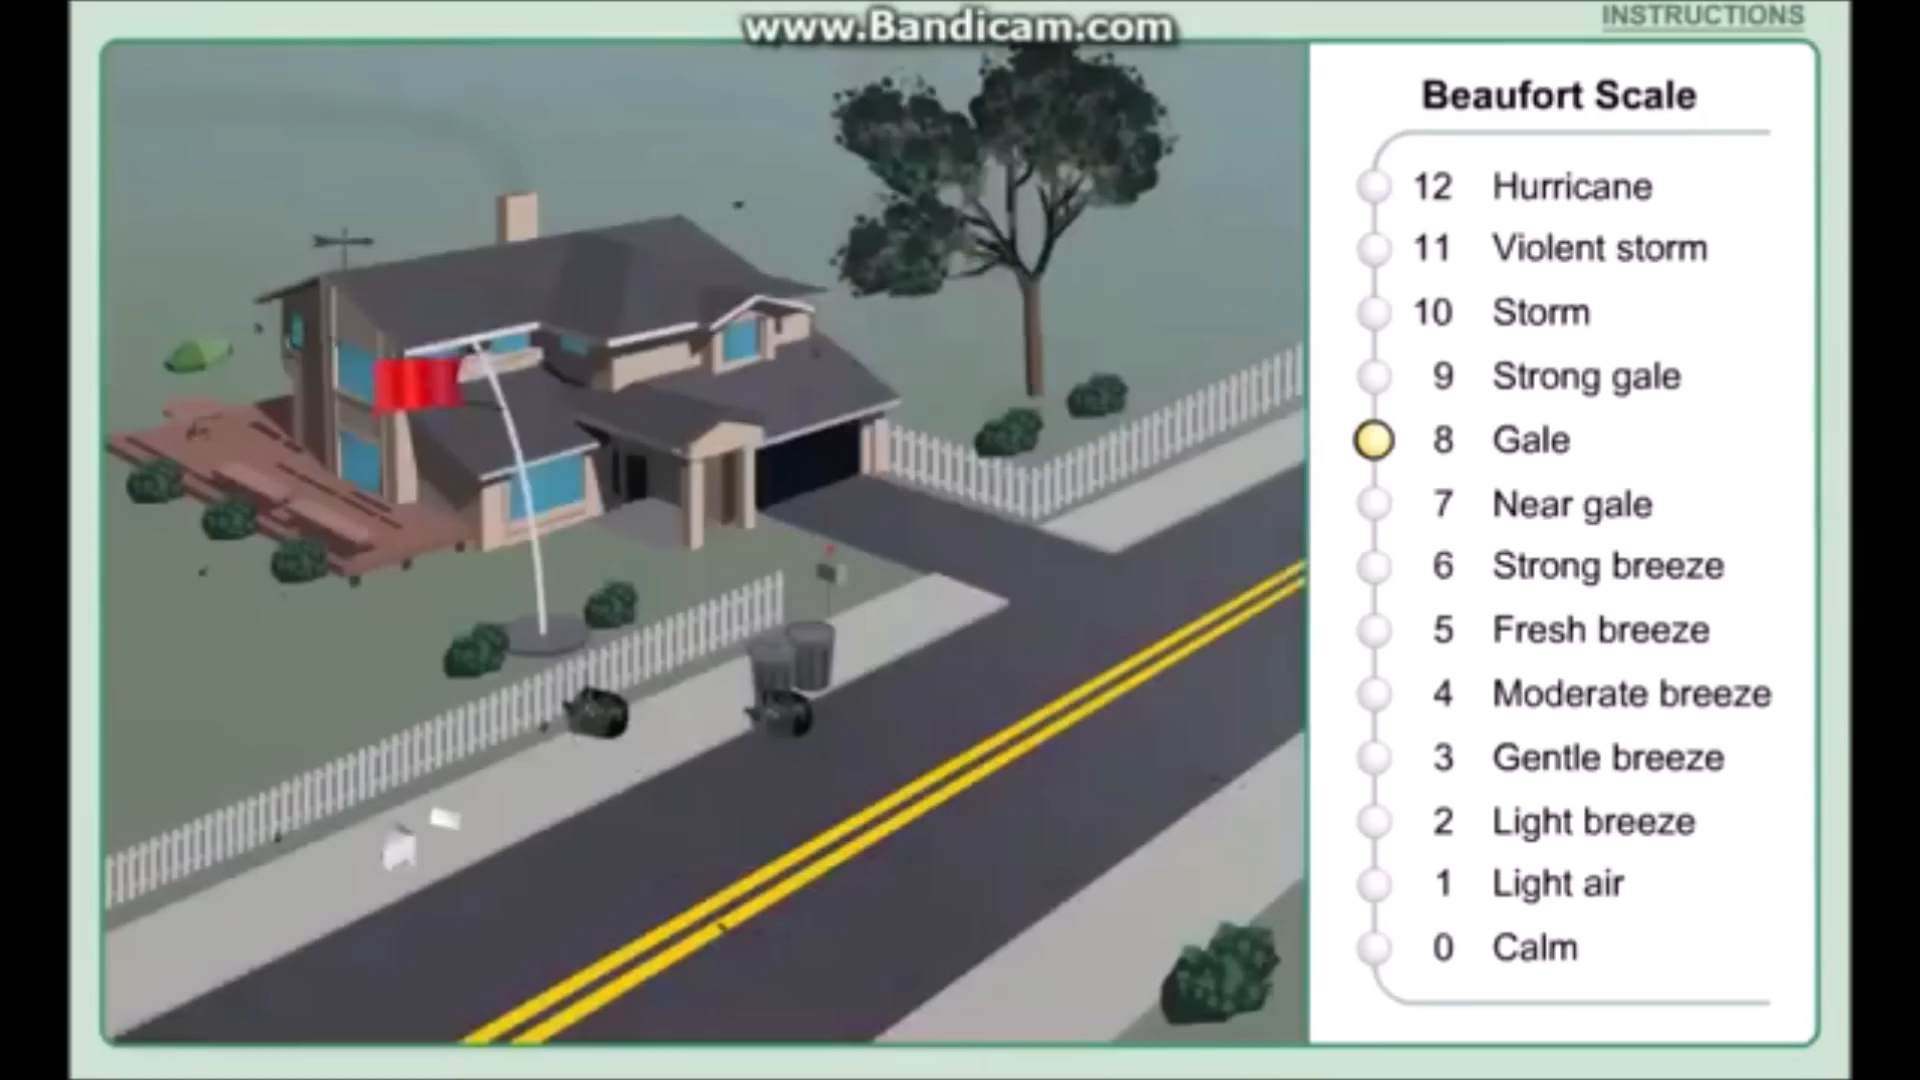 www.Bandicam.com
INSTRUCTIONS
Beaufort Scale
12 Hurricane
11 Violent storm
10 Storm
9 Strong gale
8 Gale
7 Near gale
6 Strong breeze
5 Fresh breeze
4 Moderate breeze
3 Gentle breeze
2 Light breeze
1 Light air
0 Calm